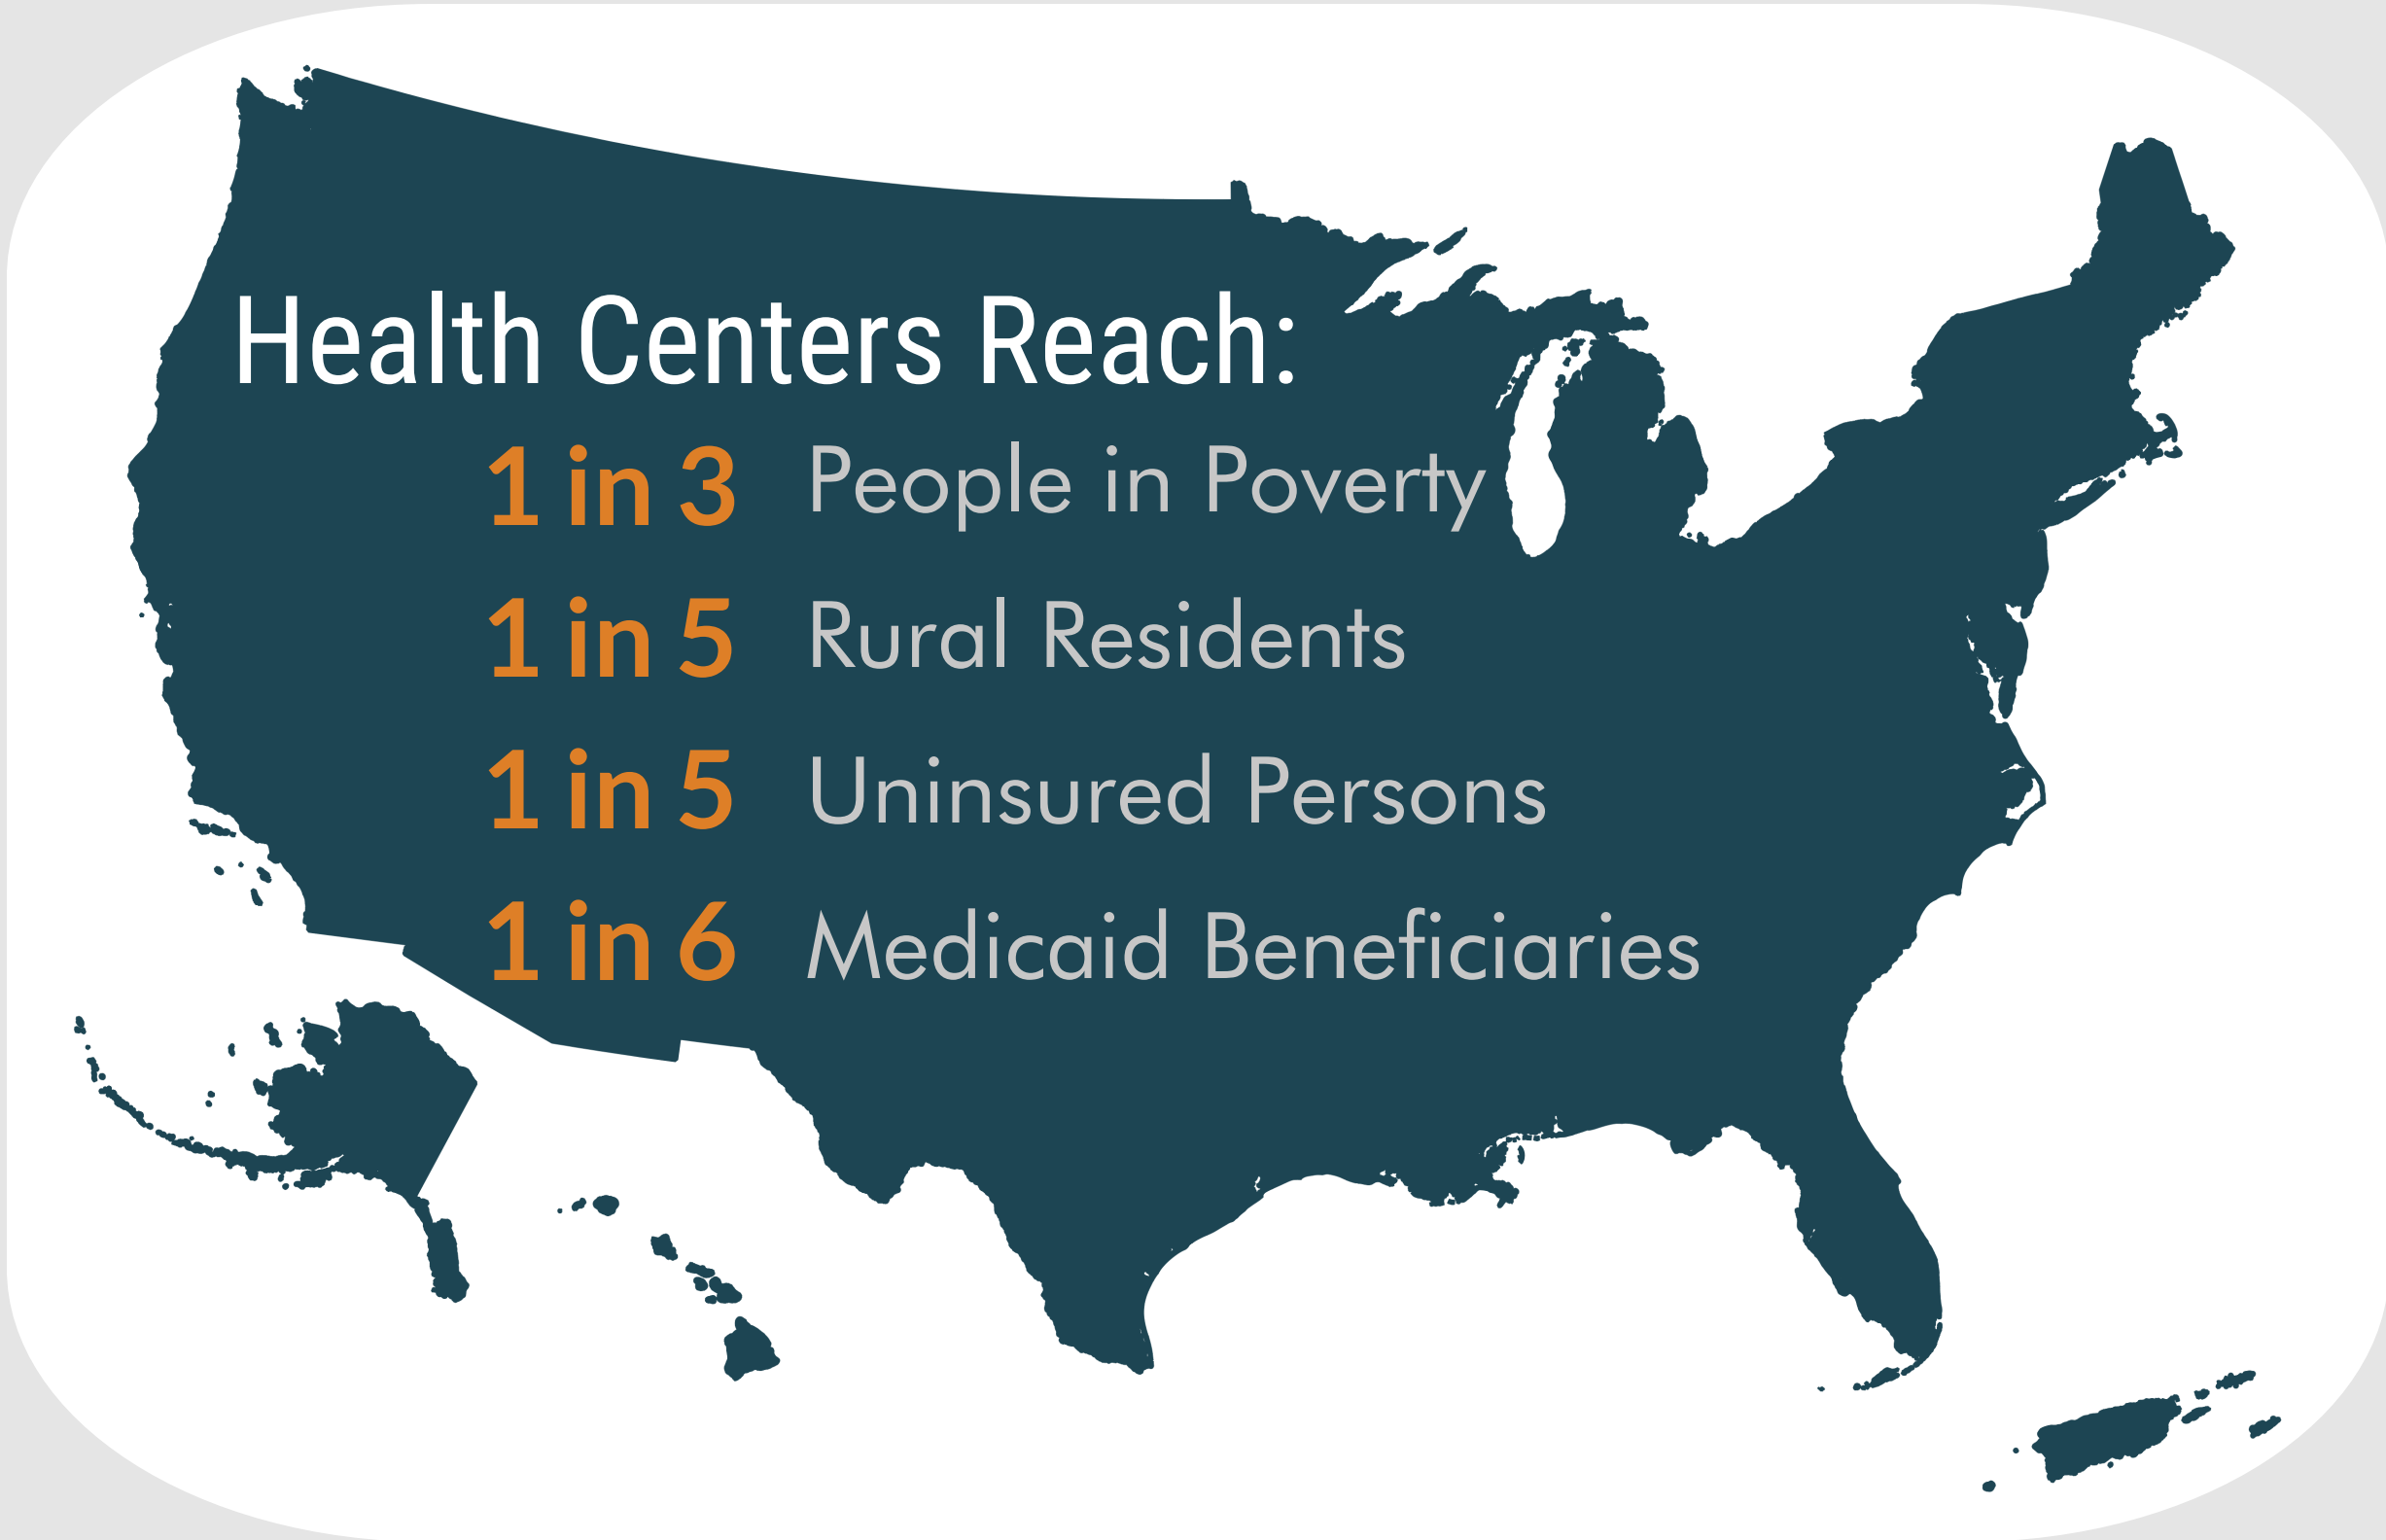 Health Centers Reach:
1 in 3 People in Poverty
1 in 5 Rural Residents
1 in 5 Uninsured Persons
1 in 6 Medicaid Beneficiaries